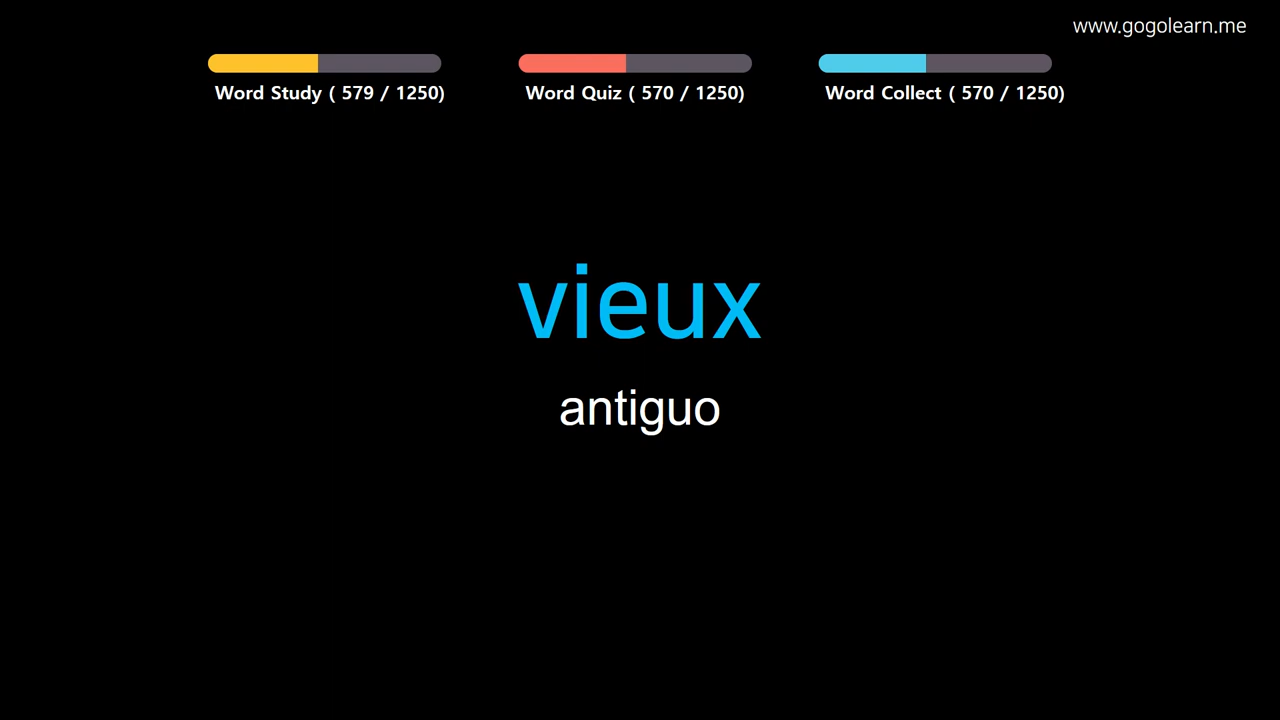 www.gogolearn.me
Word Study ( 579 / 1250)
Word Quiz ( 570 / 1250)
Word Collect ( 570 / 1250)
vieux
antiguo